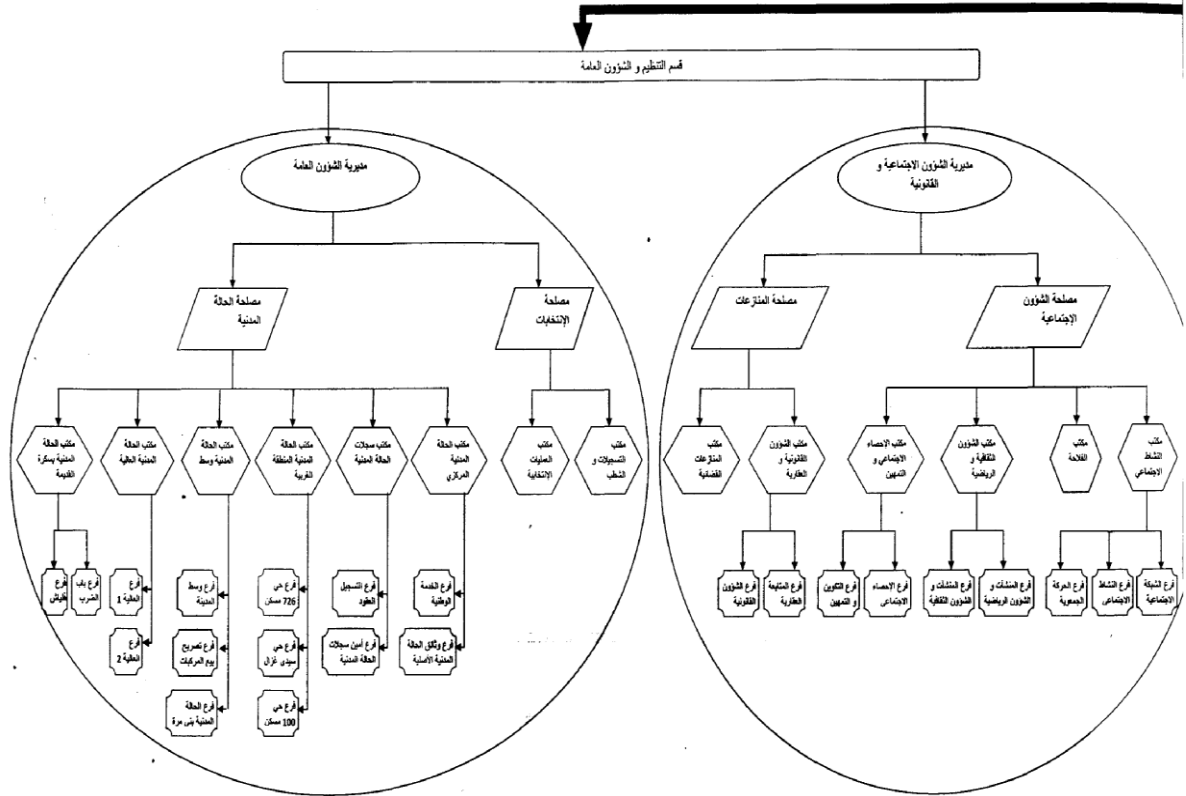 قسم التنظيم و الشؤون العامة
مديرية الشؤون الاجتماعية و
القانونية
مديرية الشؤون العامة
مصلحة الشؤون
الإجتماعية
مصلحة المنازعات
مصلحة
الإنتخابات
مصلحة الحالة
المدنية
مكتب
النشاط
الاجتماعي
مكتب
الفلاحة
مكتب الشؤون
الثقافية و
الرياضية
مكتب الإحصاء
الاجتماعي و
التمهين
مكتب الشؤون
القانونية و
العقارية
مكتب
المنازعات
القضائية
مكتب
التسجيلات و
الشطب
مكتب
العمليات
الإنتخابية
مكتب الحالة
المدنية
المركزي
مكتب سجلات
الحالة المدنية
مكتب الحالة
المدنية المنطقة
الغربية
مكتب الحالة
المدنية وسط
مكتب الحالة
المدنية العالية
مكتب الحالة
المدنية بسكرة
القديمة
فرع الشبكة
الاجتماعية
فرع النشاط
الاجتماعي
فرع الحركة
الجمعوية
فرع المنشآت و
الشؤون الرياضية
فرع المنشآت و
الشؤون الثقافية
فرع الإحصاء
الاجتماعي
فرع التكوين
و التمهين
فرع المتابعة
العقارية
فرع الشؤون
القانونية
فرع الخدمة
الوطنية
فرع التسجيل
العقود
فرع حي
726 مسكن
فرع وسط
المدينة
فرع
العالية 1
فرع باب
الضرب
فرع
فلياش
فرع وثائق الحالة
المدنية الأصلية
فرع أمين سجلات
الحالة المدنية
فرع حي
سيدي غزال
فرع تصريح
بيع المركبات
فرع
العالية 2
فرع حي
100 مسكن
فرع الحالة
المدنية بني مرة